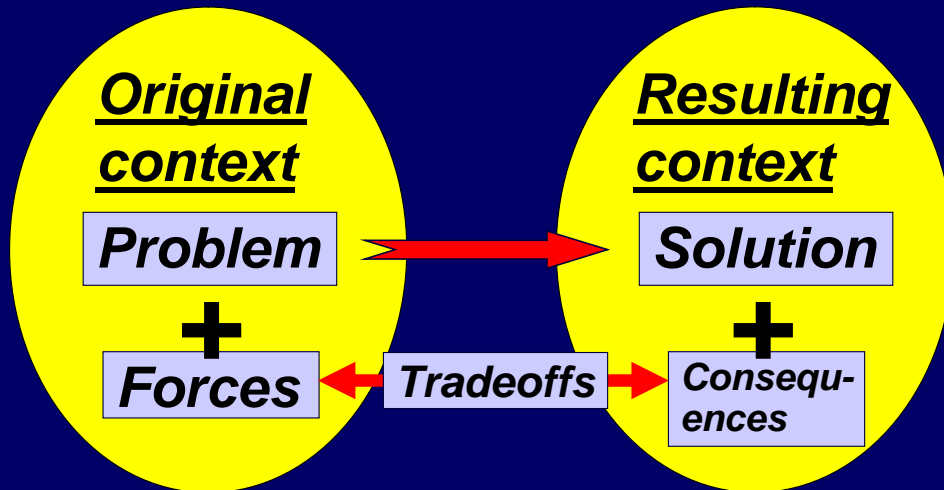 Original
context
Problem
+
Forces
Tradeoffs
Resulting
context
Solution
+
Consequ-
ences